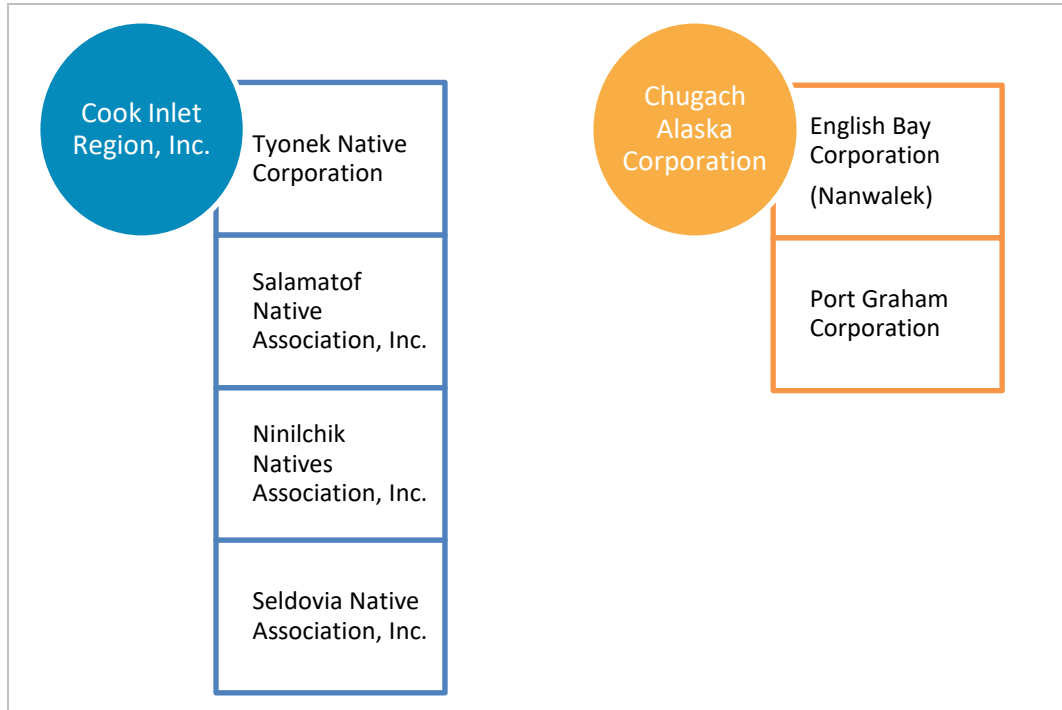 Cook Inlet
Region, Inc.
Tyonek Native
Corporation
Salamatof
Native
Association, Inc.
Ninilchik
Natives
Association, Inc.
Seldovia Native
Association, Inc.
Chugach
Alaska
Corporation
English Bay
Corporation
(Nanwalek)
Port Graham
Corporation